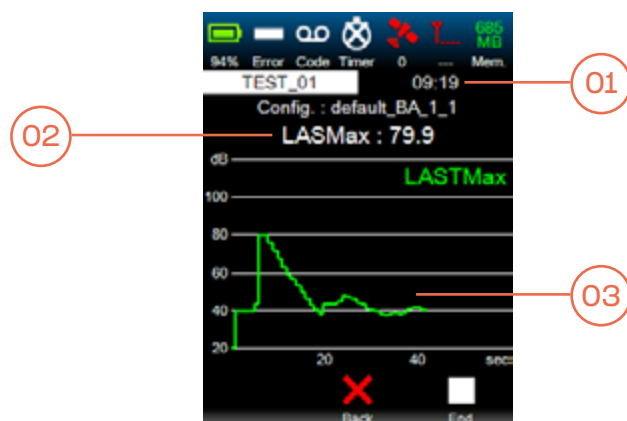 685
MB
94% Error Code Timer 0 --- Mem.
TEST_01 09:19
01
Config. : default_BA_1_1
02
LASMax : 79.9
dB
LASTMax
100
80
60
03
40
20
20 40 secs
Back End